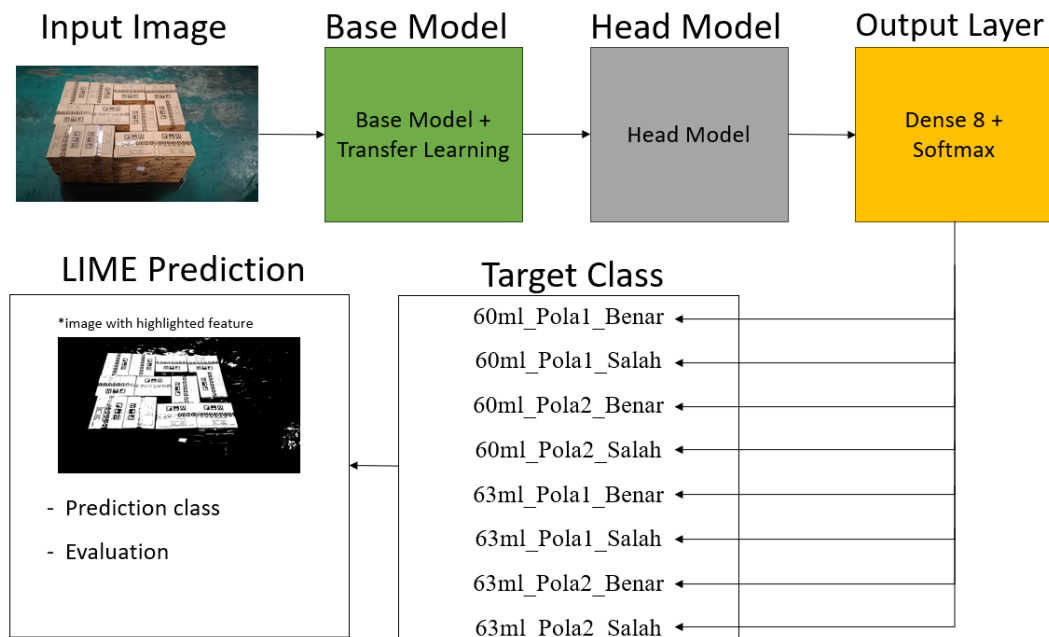 Input Image
Base Model
Head Model
Output Layer
Base Model +
Transfer Learning
Head Model
Dense 8 +
Softmax
LIME Prediction
*image with highlighted feature
- Prediction class
- Evaluation
Target Class
60ml_Pola1_Benar
60ml_Pola1_Salah
60ml_Pola2_Benar
60ml_Pola2_Salah
63ml_Pola1_Benar
63ml_Pola1_Salah
63ml_Pola2_Benar
63ml_Pola2_Salah